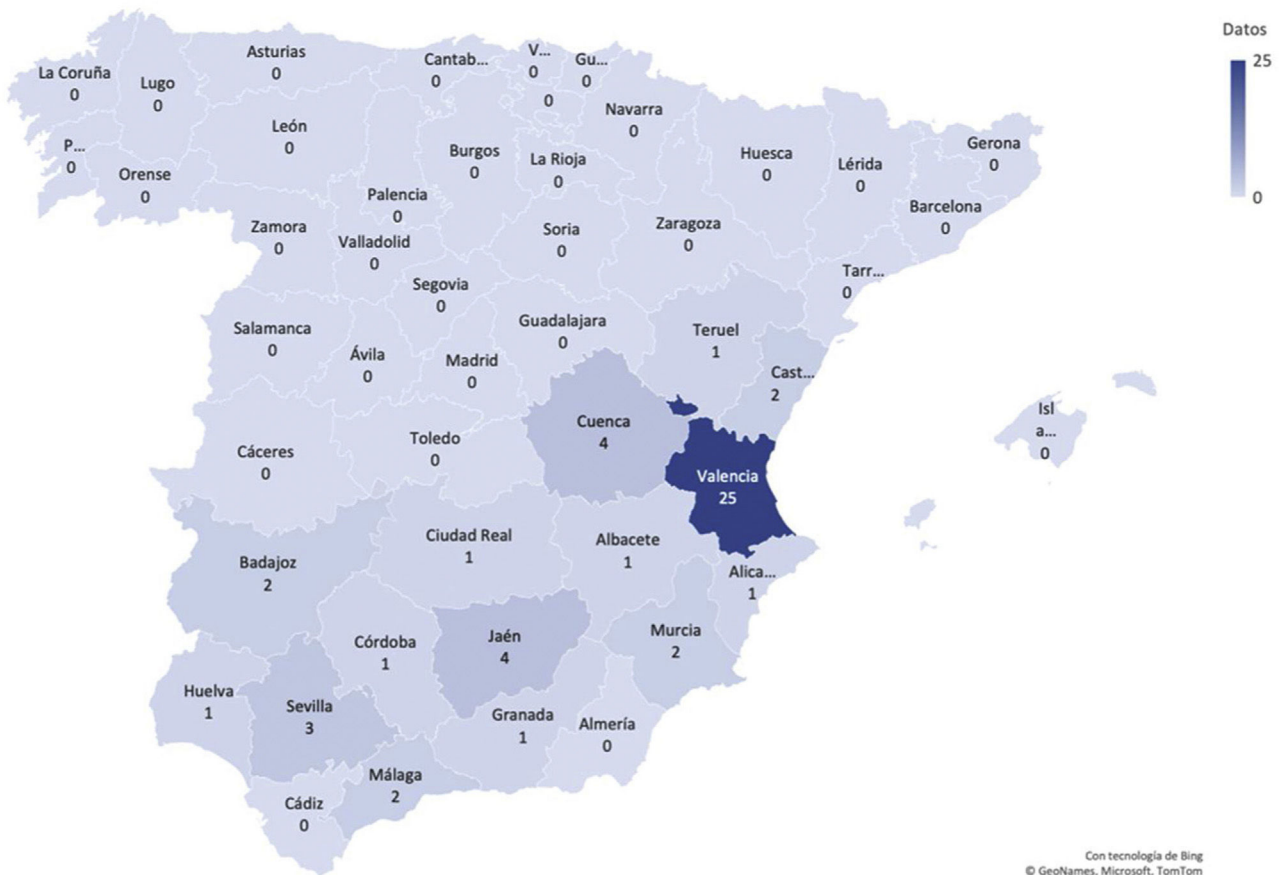 Datos
25
0
Asturias
0
Cantab...
0
V...
0
Gu...
0
0
La Coruña
0
Lugo
0
Navarra
0
León
0
P...
0
Orense
0
Burgos
0
La Rioja
0
Huesca
0
Lérida
0
Gerona
0
Palencia
0
Barcelona
0
Zamora
0
Valladolid
0
Soria
0
Zaragoza
0
Segovia
0
Tarr...
0
Salamanca
0
Ávila
0
Madrid
0
Guadalajara
0
Teruel
1
Cast...
2
Cáceres
0
Toledo
0
Cuenca
4
Valencia
25
Isl
a...
0
Badajoz
2
Ciudad Real
1
Albacete
1
Alica...
1
Córdoba
1
Jaén
4
Murcia
2
Huelva
1
Sevilla
3
Granada
1
Almería
0
Málaga
2
Cádiz
0
Con tecnología de Bing
© GeoNames, Microsoft, TomTom